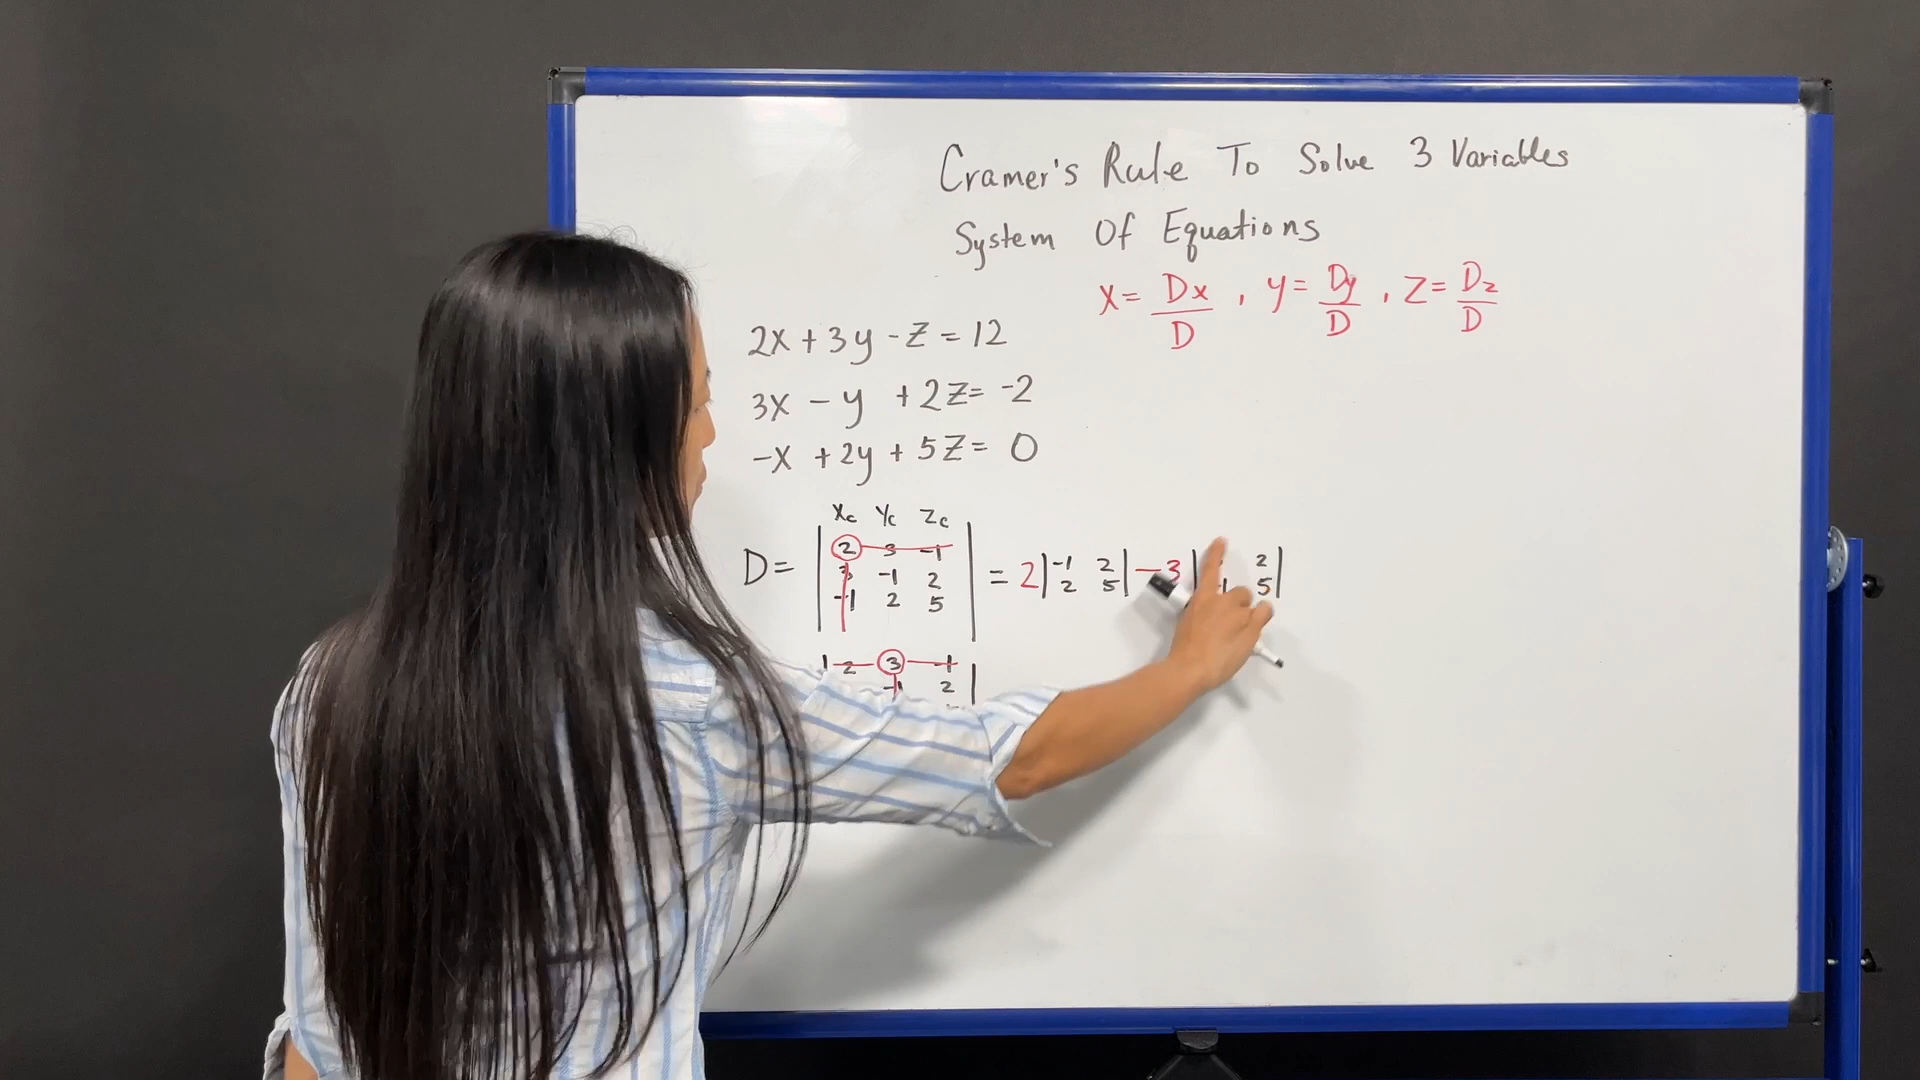 Cramer's Rule To Solve 3 Variables
System Of Equations
X = Dx/D , y = Dy/D , Z = Dz/D
2x + 3y - Z = 12
3x - y + 2Z = -2
-x + 2y + 5Z = 0
Xc Yc Zc
D = | 2 3 -1 | = 2 | -1 2 | - 3 | 2 |
3 -1 2 2 5 5
-1 2 5
2 3 -1
-1 2 |